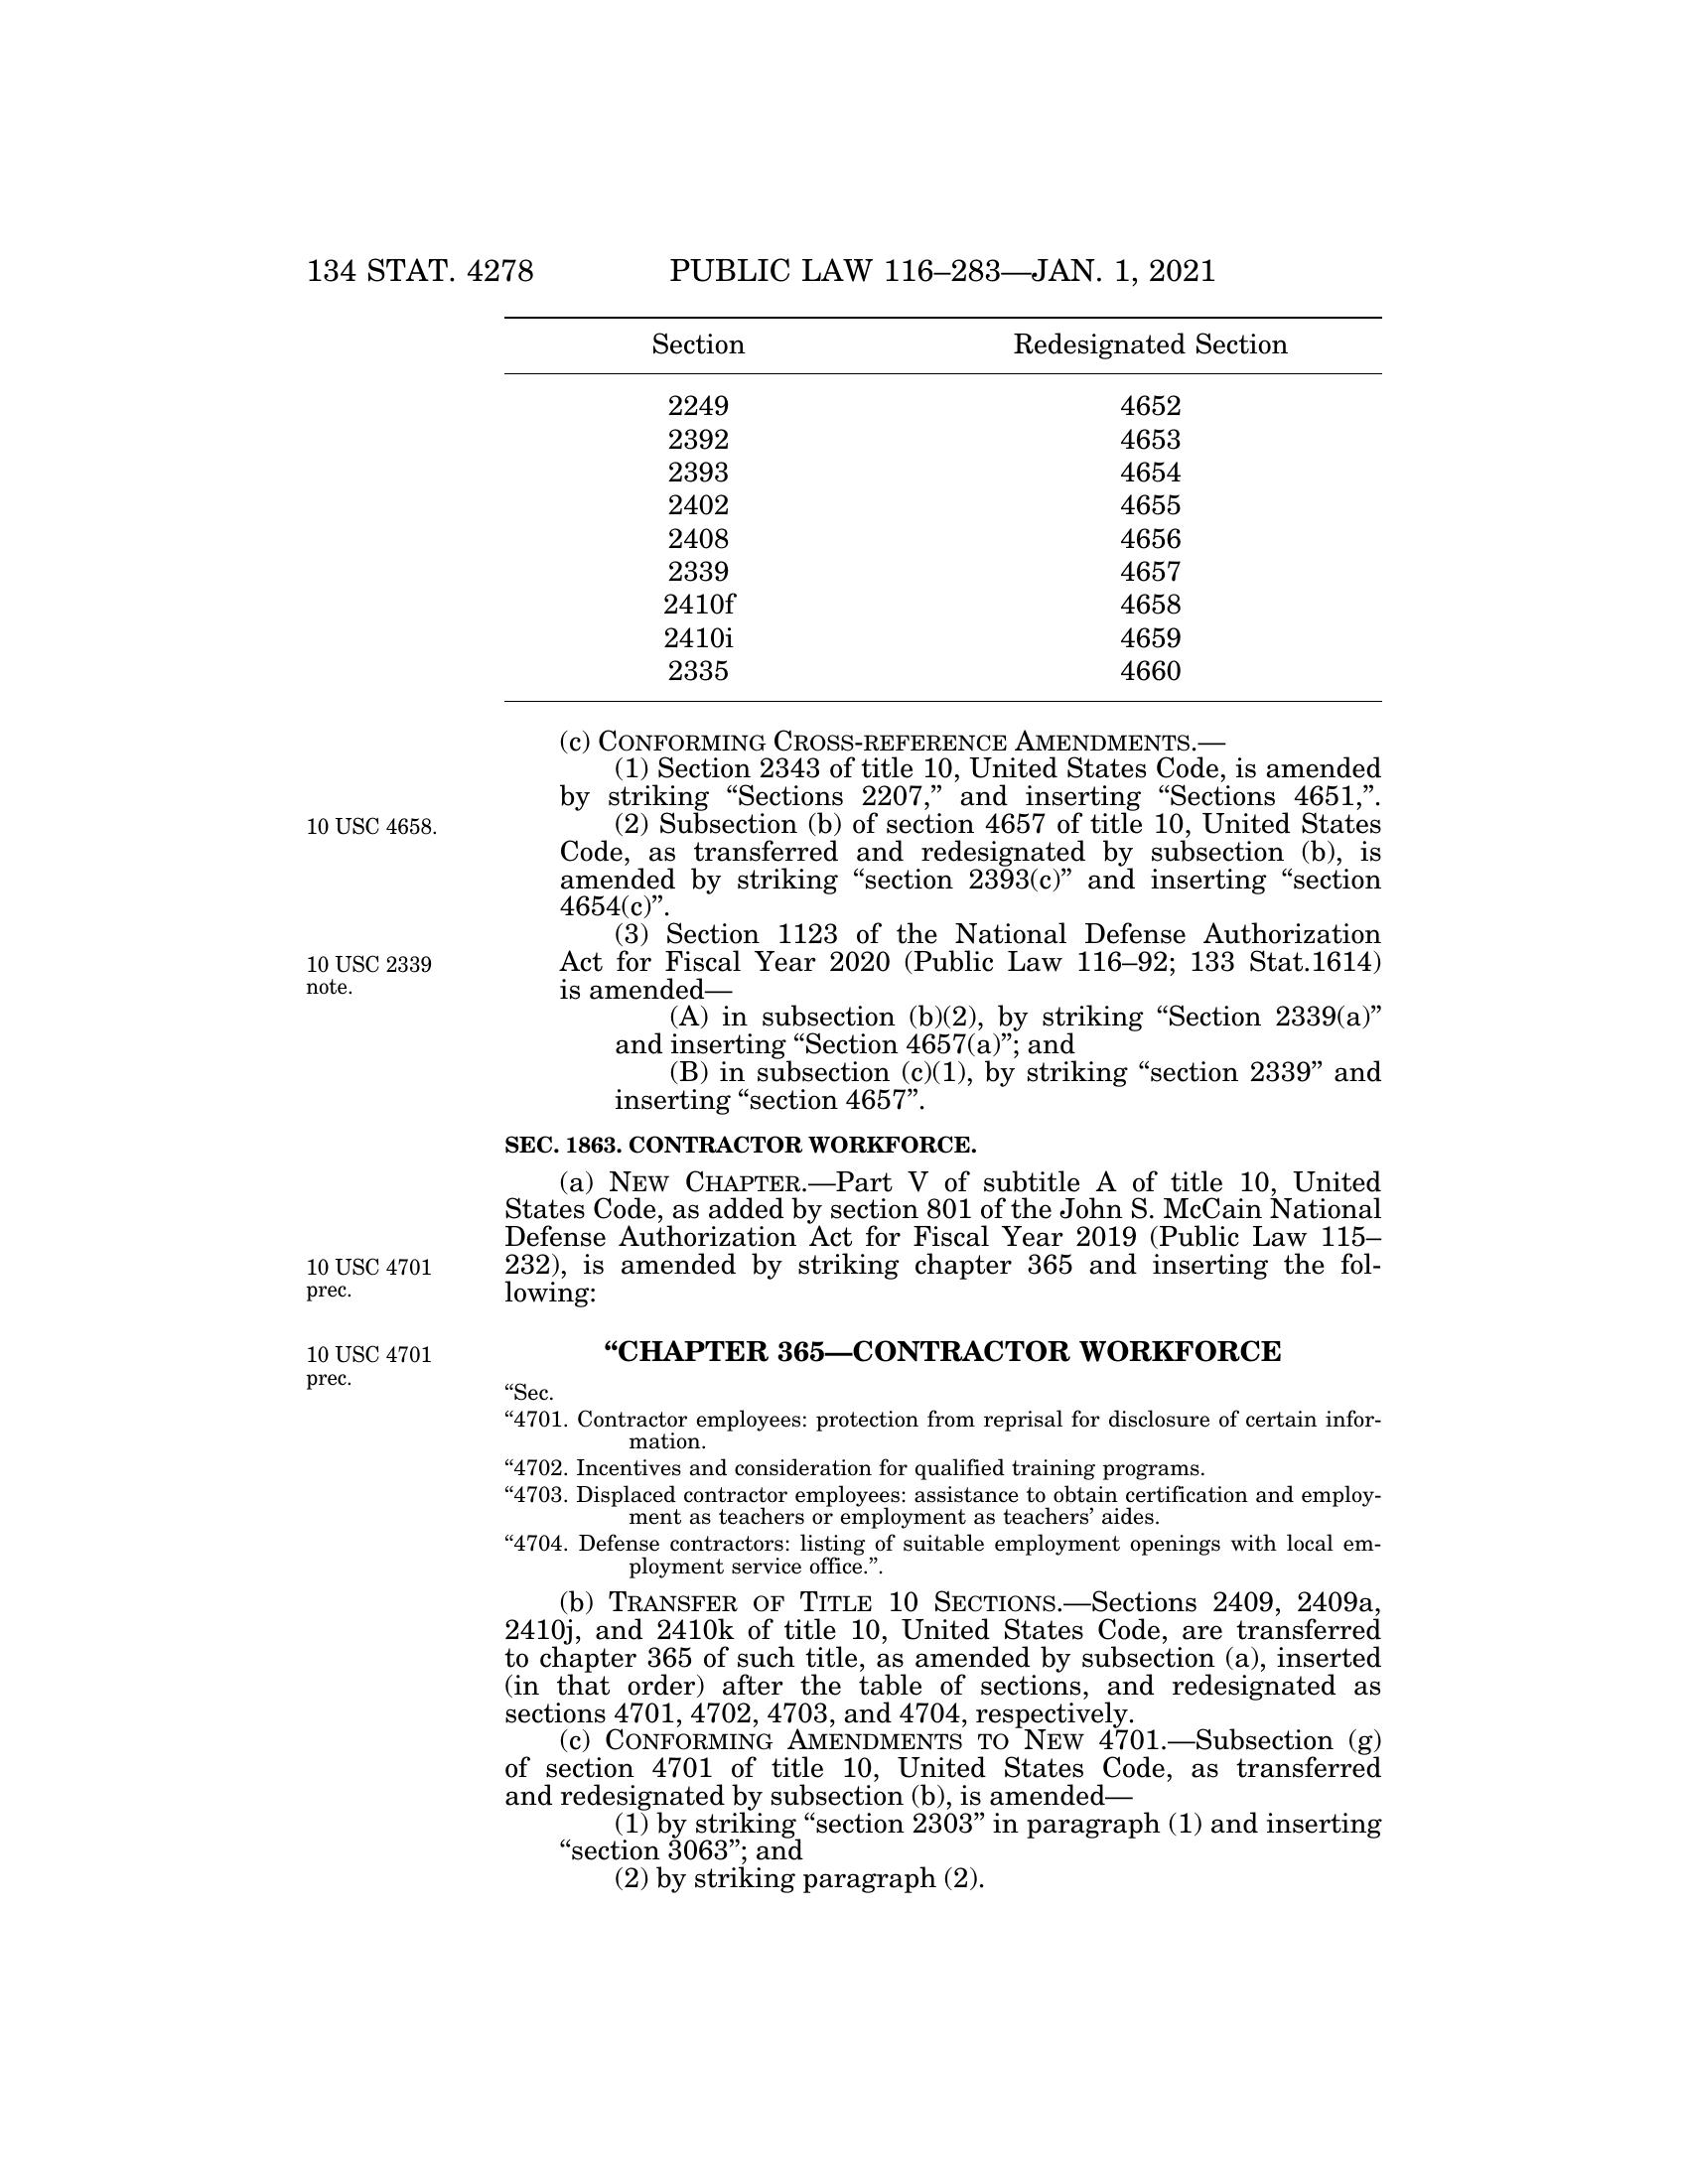 134 STAT. 4278 PUBLIC LAW 116–283—JAN. 1, 2021
Section Redesignated Section
2249 4652
2392 4653
2393 4654
2402 4655
2408 4656
2339 4657
2410f 4658
2410i 4659
2335 4660
(c) CONFORMING CROSS-REFERENCE AMENDMENTS.—
(1) Section 2343 of title 10, United States Code, is amended
by striking “Sections 2207,” and inserting “Sections 4651,”.
10 USC 4658.
(2) Subsection (b) of section 4657 of title 10, United States
Code, as transferred and redesignated by subsection (b), is
amended by striking “section 2393(c)” and inserting “section
4654(c)”.
(3) Section 1123 of the National Defense Authorization
10 USC 2339
note.
Act for Fiscal Year 2020 (Public Law 116–92; 133 Stat.1614)
is amended—
(A) in subsection (b)(2), by striking “Section 2339(a)”
and inserting “Section 4657(a)”; and
(B) in subsection (c)(1), by striking “section 2339” and
inserting “section 4657”.
SEC. 1863. CONTRACTOR WORKFORCE.
(a) NEW CHAPTER.—Part V of subtitle A of title 10, United
States Code, as added by section 801 of the John S. McCain National
Defense Authorization Act for Fiscal Year 2019 (Public Law 115–
10 USC 4701
prec.
232), is amended by striking chapter 365 and inserting the fol-
lowing:
10 USC 4701
prec.
“CHAPTER 365—CONTRACTOR WORKFORCE
“Sec.
“4701. Contractor employees: protection from reprisal for disclosure of certain infor-
mation.
“4702. Incentives and consideration for qualified training programs.
“4703. Displaced contractor employees: assistance to obtain certification and employ-
ment as teachers or employment as teachers’ aides.
“4704. Defense contractors: listing of suitable employment openings with local em-
ployment service office.”.
(b) TRANSFER OF TITLE 10 SECTIONS.—Sections 2409, 2409a,
2410j, and 2410k of title 10, United States Code, are transferred
to chapter 365 of such title, as amended by subsection (a), inserted
(in that order) after the table of sections, and redesignated as
sections 4701, 4702, 4703, and 4704, respectively.
(c) CONFORMING AMENDMENTS TO NEW 4701.—Subsection (g)
of section 4701 of title 10, United States Code, as transferred
and redesignated by subsection (b), is amended—
(1) by striking “section 2303” in paragraph (1) and inserting
“section 3063”; and
(2) by striking paragraph (2).